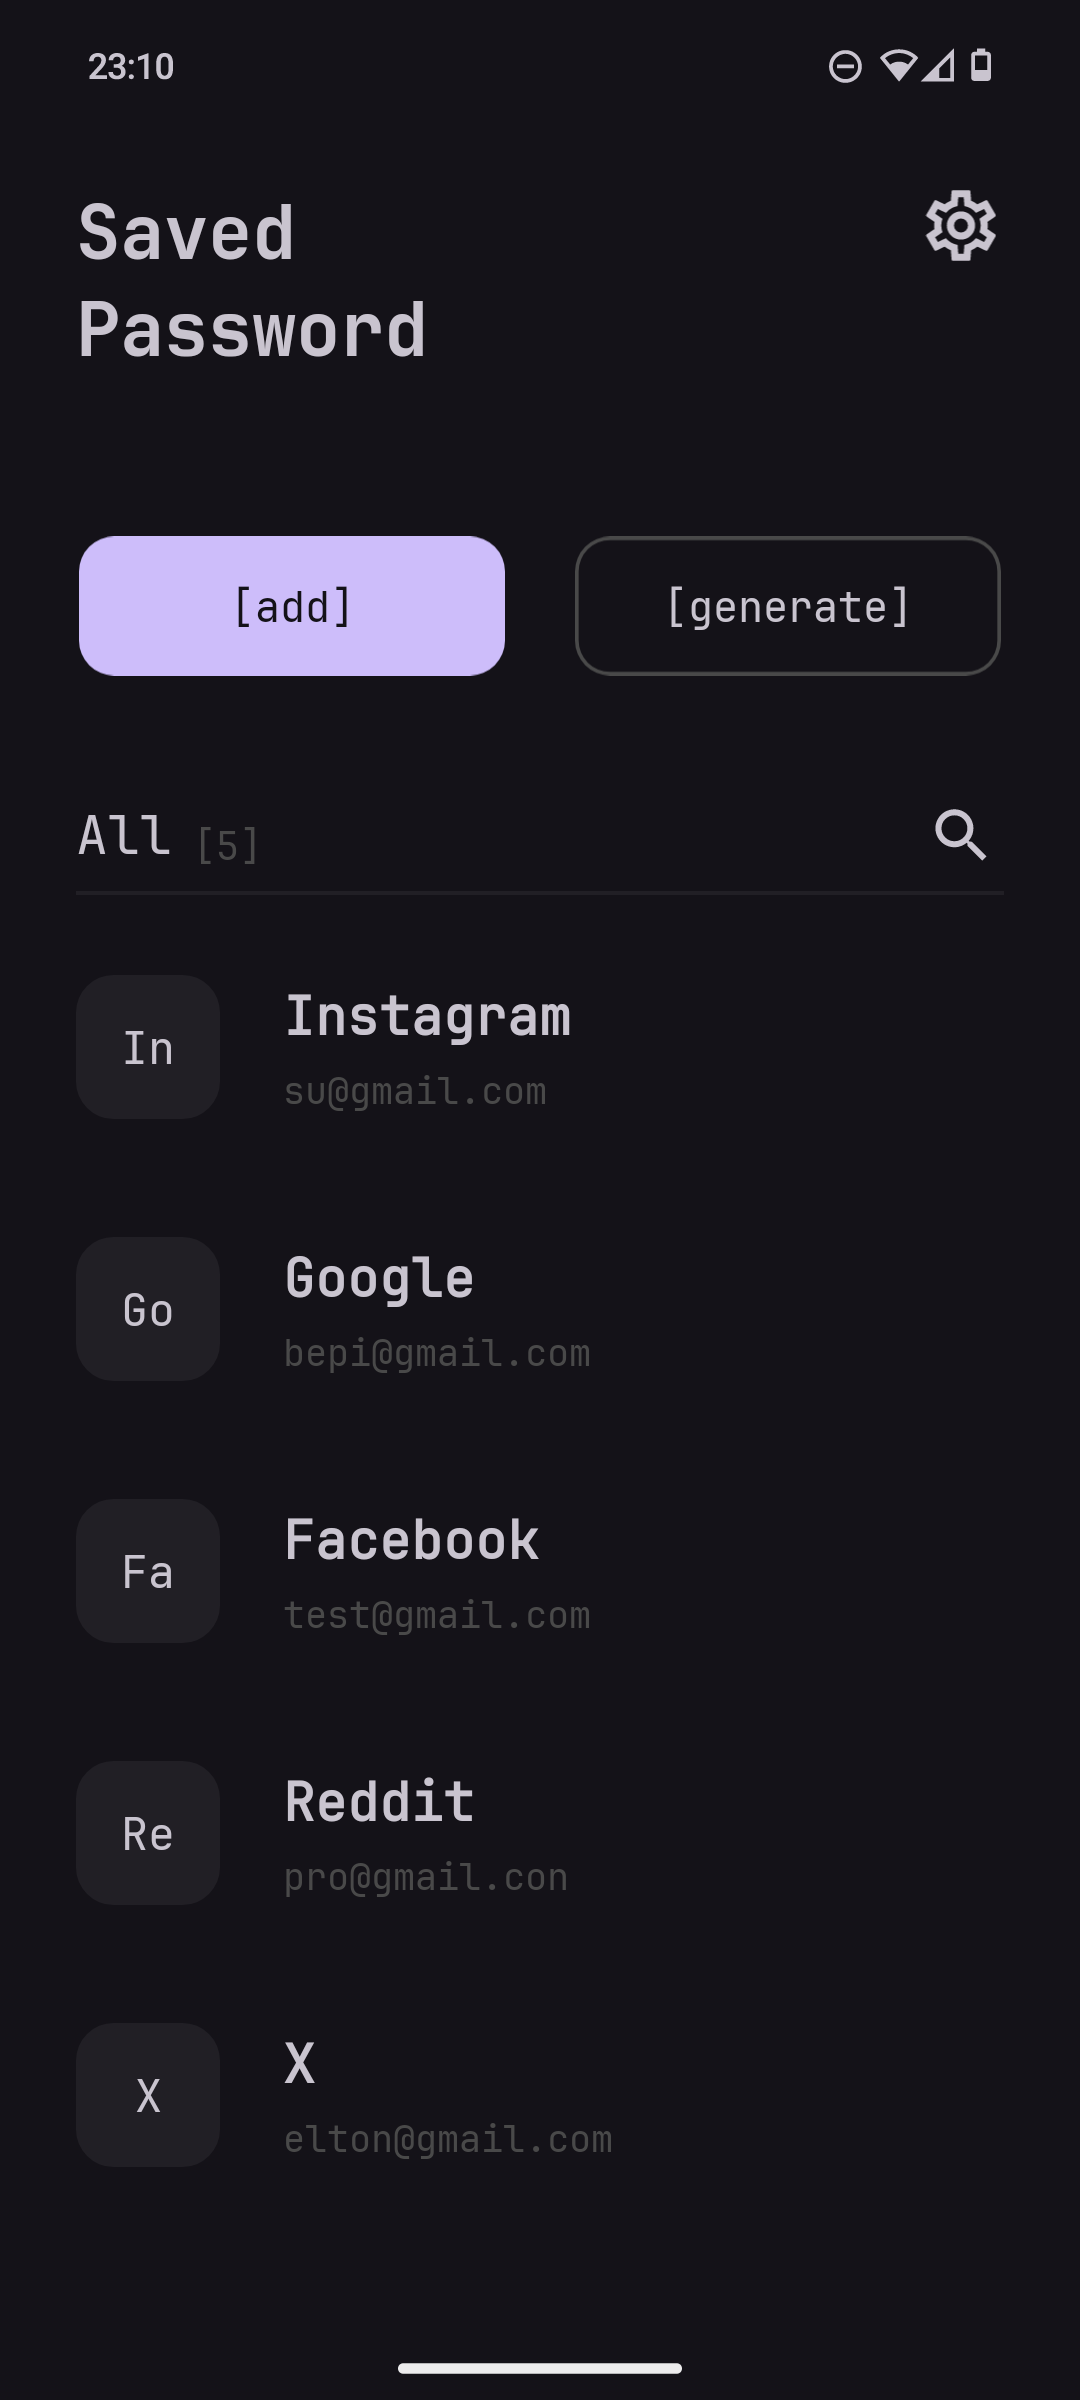 23:10
Saved
Password
[add]
[generate]
All [5]
In
Instagram
su@gmail.com
Go
Google
bepi@gmail.com
Fa
Facebook
test@gmail.com
Re
Reddit
pro@gmail.con
X
X
elton@gmail.com